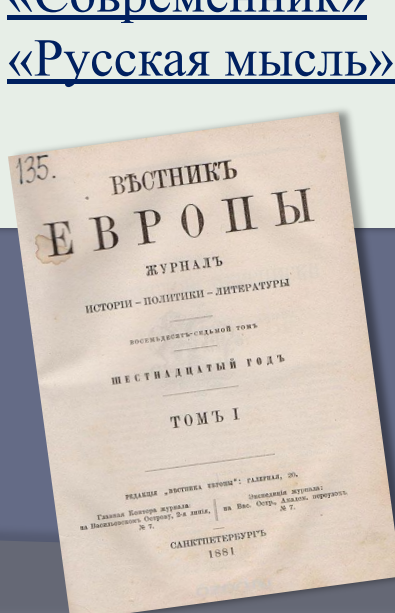 «Современник»
«Русская мысль»
135.
ВѢСТНИКЪ
ЕВРОПЫ
ЖУРНАЛЪ
ИСТОРІИ – ПОЛИТИКИ – ЛИТЕРАТУРЫ
ВОСЕМЬДЕСЯТЪ-СЕДЬМОЙ ТОМЪ
ШЕСТНАДЦАТЫЙ ГОДЪ
ТОМЪ I
РЕДАКЦІЯ „ВѢСТНИКА ЕВРОПЫ“: ГАЛЕРНАЯ, 20.
Главная Контора журнала:
на Васильевскомъ Острову, 2-я линія,
№ 7.
Экспедиція журнала:
на Вас. Остр., Академ. переулокъ
№ 7.
САНКТПЕТЕРБУРГЪ
1881